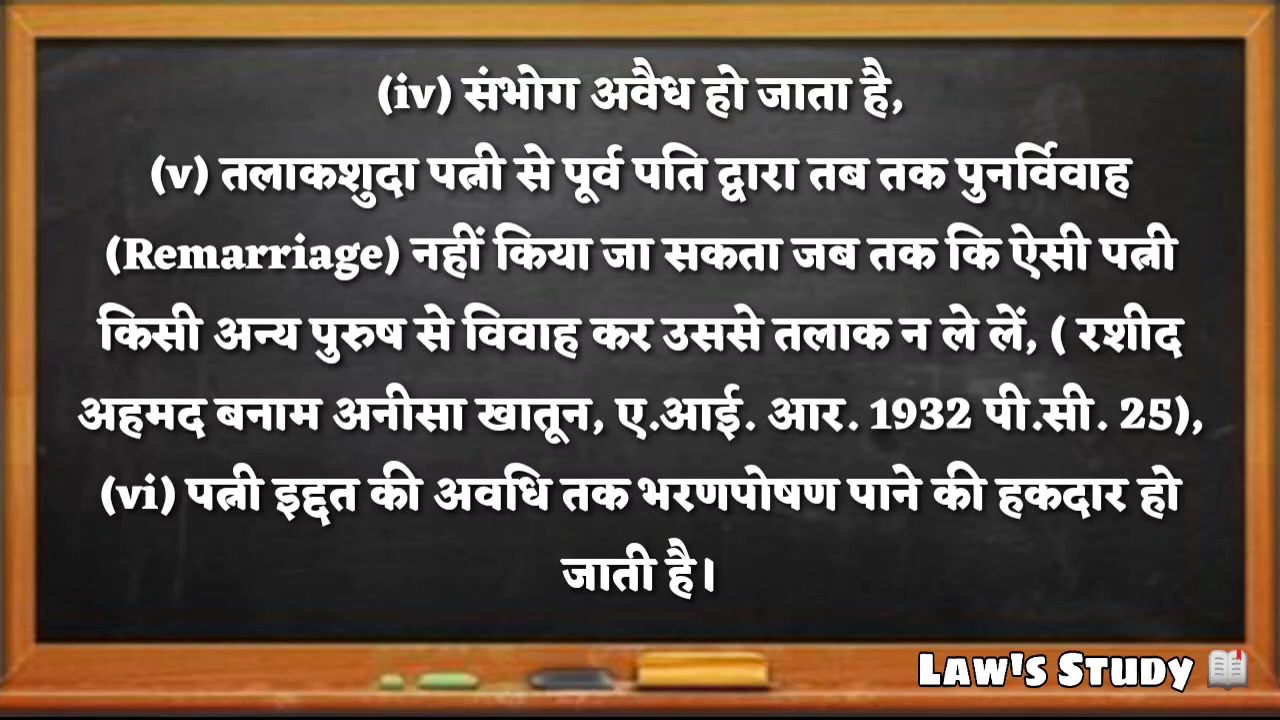 (iv) संभोग अवैध हो जाता है,
(v) तलाकशुदा पत्नी से पूर्व पति द्वारा तब तक पुनर्विवाह
(Remarriage) नहीं किया जा सकता जब तक कि ऐसी पत्नी
किसी अन्य पुरुष से विवाह कर उससे तलाक न ले लें, ( रशीद
अहमद बनाम अनीसा खातून, ए.आई. आर. 1932 पी.सी. 25),
(vi) पत्नी इद्दत की अवधि तक भरणपोषण पाने की हकदार हो
जाती है।
Law's Study